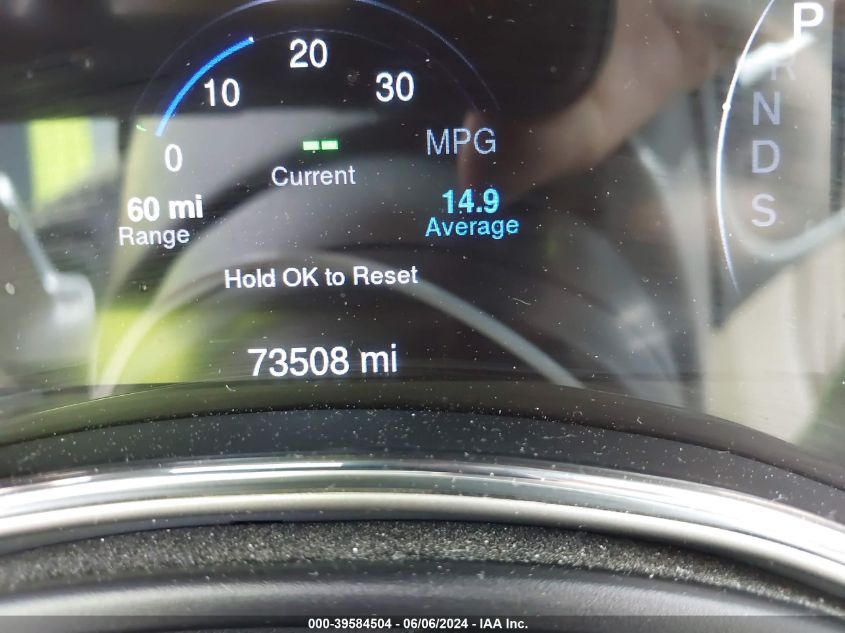 P
R
N
D
S
20
10
30
0
-- MPG
Current
60 mi
Range
14.9
Average
Hold OK to Reset
73508 mi
000-39584504 - 06/06/2024 - IAA Inc.